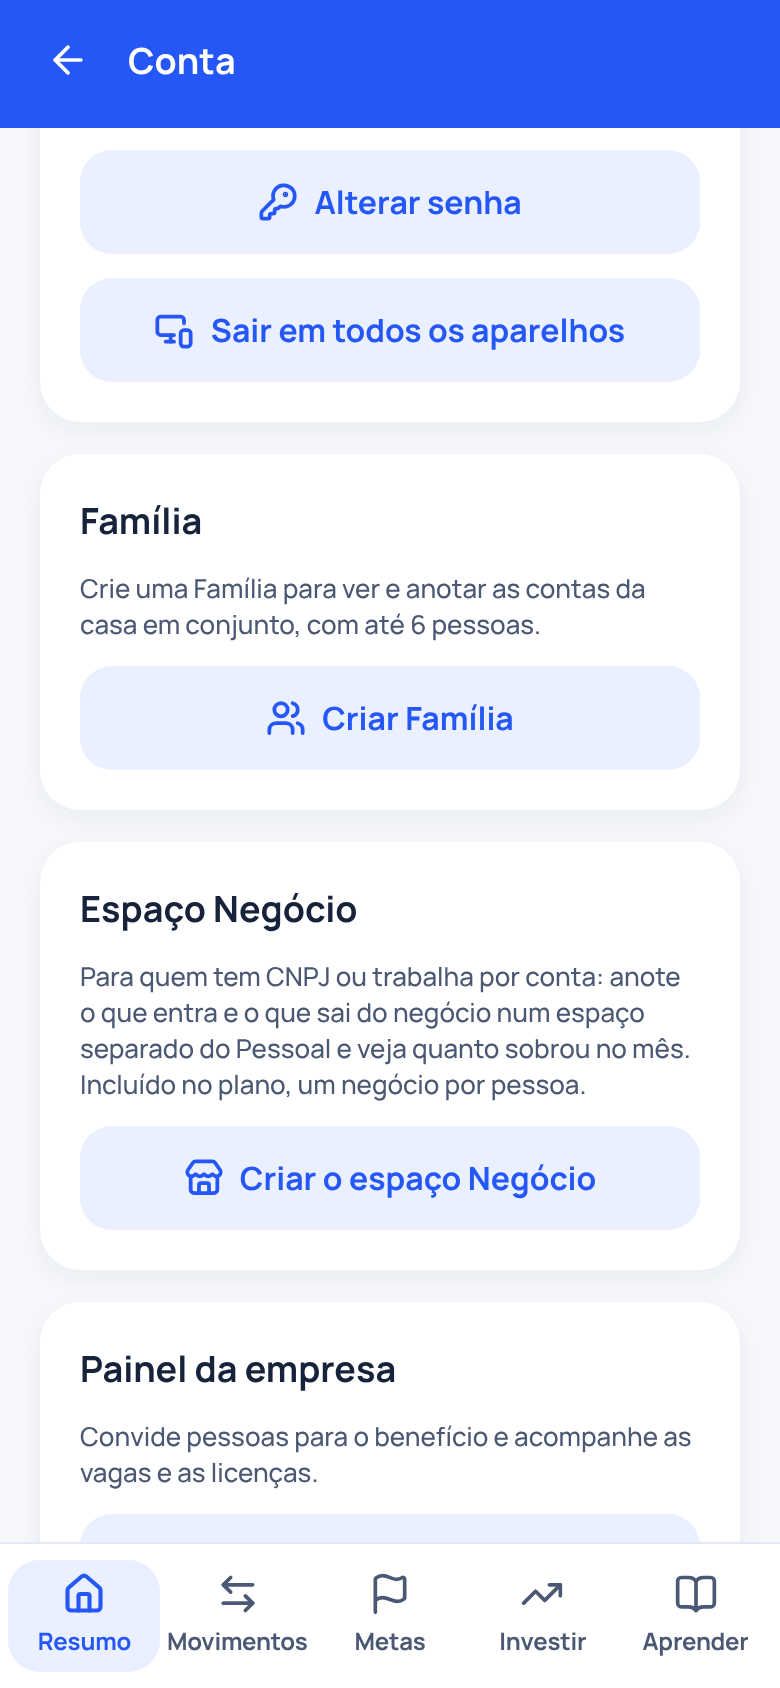 Conta
Alterar senha
Sair em todos os aparelhos
Família
Crie uma Família para ver e anotar as contas da
casa em conjunto, com até 6 pessoas.
Criar Família
Espaço Negócio
Para quem tem CNPJ ou trabalha por conta: anote
o que entra e o que sai do negócio num espaço
separado do Pessoal e veja quanto sobrou no mês.
Incluído no plano, um negócio por pessoa.
Criar o espaço Negócio
Painel da empresa
Convide pessoas para o benefício e acompanhe as
vagas e as licenças.
Resumo
Movimentos
Metas
Investir
Aprender